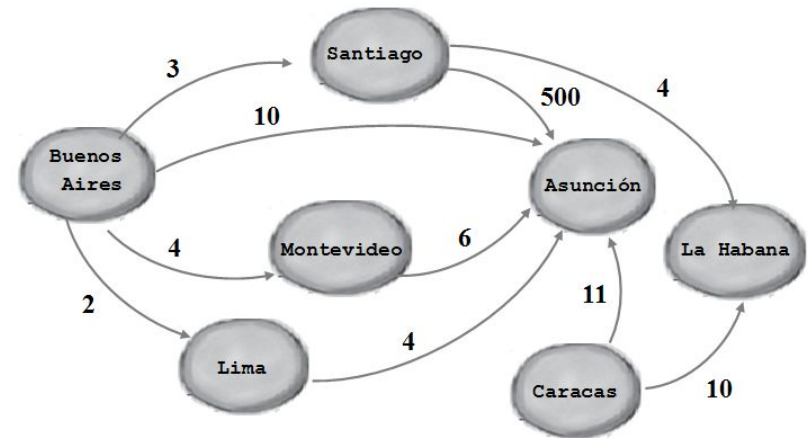 Santiago
3
4
500
10
Buenos
Aires
Asunción
4
Montevideo
6
La Habana
2
11
4
Lima
Caracas
10